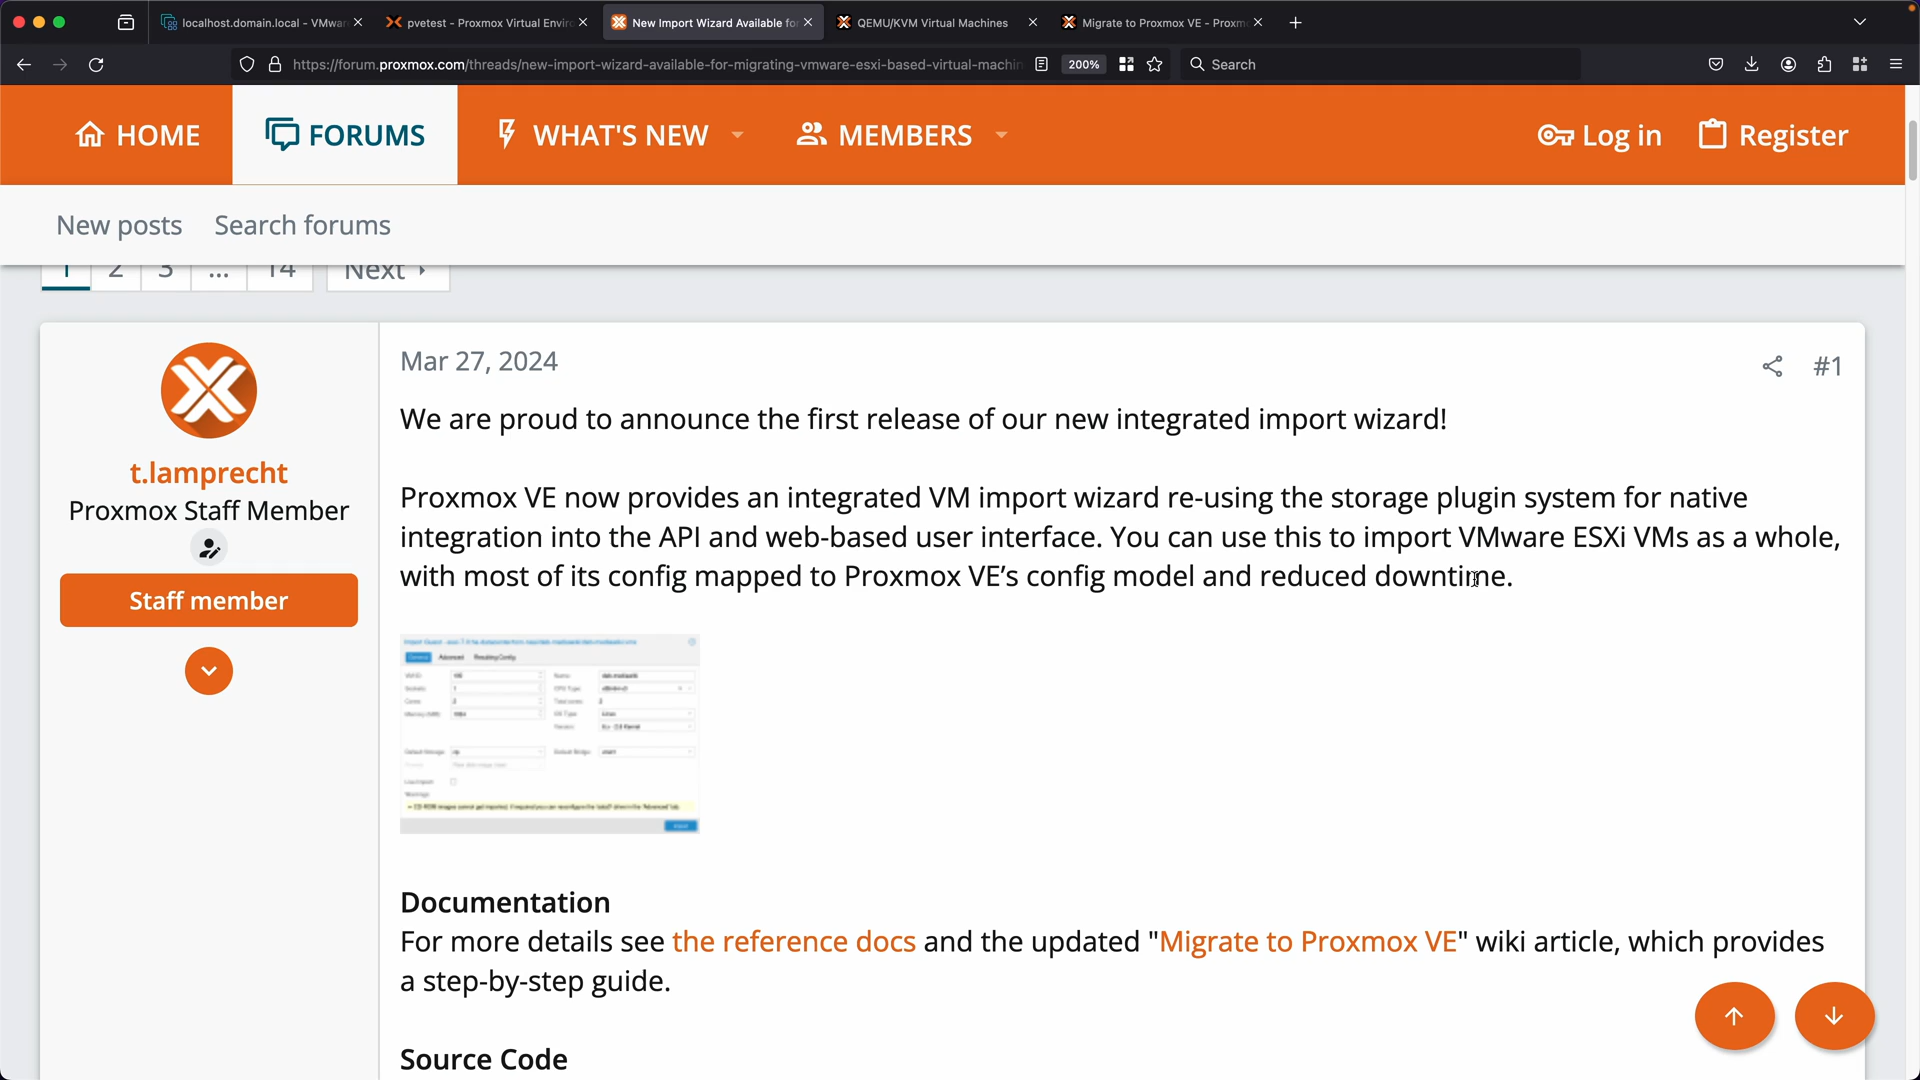 localhost.domain.local - VMware
pvetest - Proxmox Virtual Enviro
New Import Wizard Available fo
QEMU/KVM Virtual Machines
Migrate to Proxmox VE - Proxm
https://forum.proxmox.com/threads/new-import-wizard-available-for-migrating-vmware-esxi-based-virtual-machin
200%
Search
HOME
FORUMS
WHAT'S NEW
MEMBERS
Log in
Register
New posts
Search forums
1 2 3 ... 14 Next
t.lamprecht
Proxmox Staff Member
Staff member
Mar 27, 2024
#1
We are proud to announce the first release of our new integrated import wizard!
Proxmox VE now provides an integrated VM import wizard re-using the storage plugin system for native
integration into the API and web-based user interface. You can use this to import VMware ESXi VMs as a whole,
with most of its config mapped to Proxmox VE’s config model and reduced downtime.
General Advanced Resulting Config
Documentation
For more details see the reference docs and the updated "Migrate to Proxmox VE" wiki article, which provides
a step-by-step guide.
Source Code